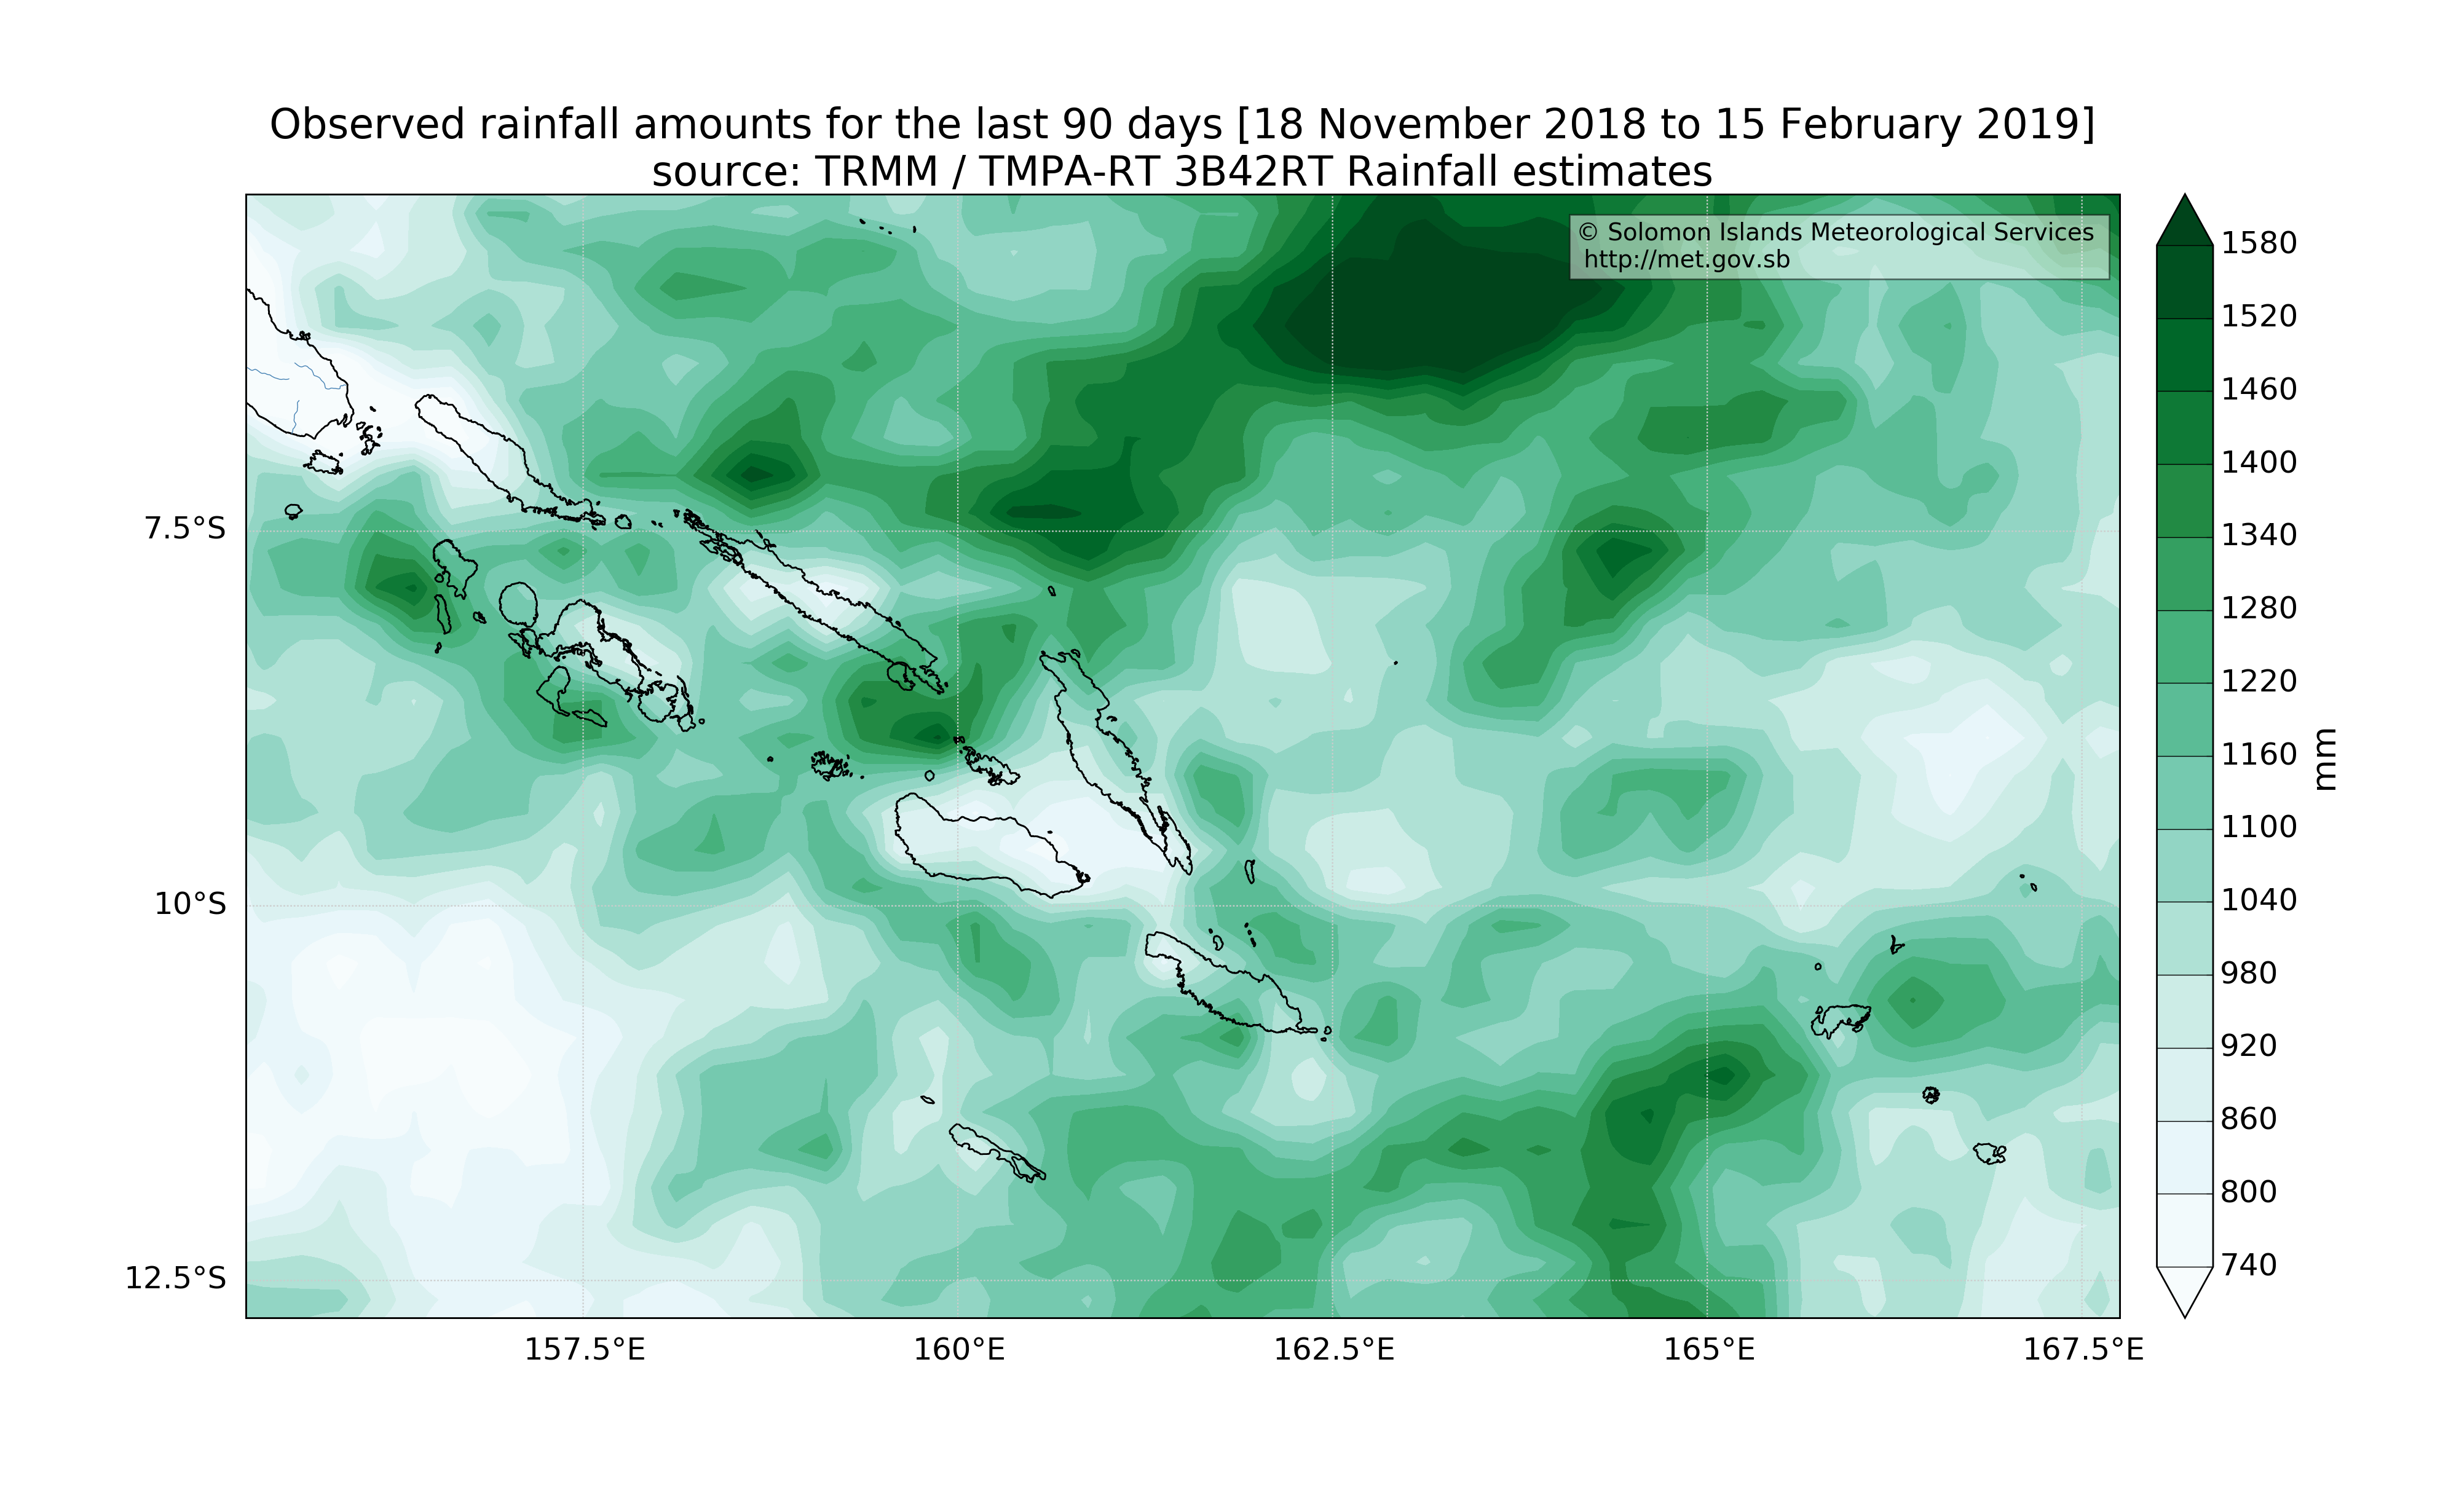 Observed rainfall amounts for the last 90 days [18 November 2018 to 15 February 2019]
source: TRMM / TMPA-RT 3B42RT Rainfall estimates
© Solomon Islands Meteorological Services
http://met.gov.sb
7.5°S
10°S
12.5°S
157.5°E
160°E
162.5°E
165°E
167.5°E
1580
1520
1460
1400
1340
1280
1220
1160
1100
1040
980
920
860
800
740
mm